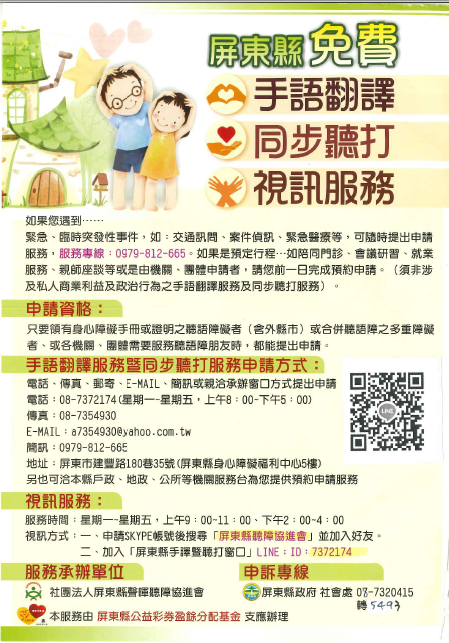 屏東縣 免費
手語翻譯
同步聽打
視訊服務
如果您遇到……
緊急、臨時突發性事件，如：交通訊問、案件偵訊、緊急醫療等，可隨時提出申請
服務，服務專線：0979-812-665。如果是預定行程…如陪同門診、會議研習、就業
服務、親師座談等或是由機關、團體申請者，請您前一日完成預約申請。（須非涉
及私人商業利益及政治行為之手語翻譯服務及同步聽打服務）。
申請資格：
只要領有身心障礙手冊或證明之聽語障礙者（含外縣市）或合併聽語障之多重障礙
者、或各機關、團體需要服務聽語障朋友時，都能提出申請。
手語翻譯服務暨同步聽打服務申請方式：
電話、傳真、郵寄、E-MAIL、簡訊或親洽承辦窗口方式提出申請
電話：08-7372174(星期一~星期五，上午8：00-下午5：00)
傳真：08-7354930
E-MAIL：a7354930@yahoo.com.tw
簡訊：0979-812-665
地址：屏東市建豐路180巷35號(屏東縣身心障礙福利中心5樓)
另也可洽本縣戶政、地政、公所等機關服務台為您提供預約申請服務
LINE
視訊服務：
服務時間：星期一~星期五，上午9：00-11：00、下午2：00-4：00
視訊方式：一、申請SKYPE帳號後搜尋「屏東縣聽障協進會」並加入好友。
二、加入「屏東縣手譯暨聽打窗口」LINE：ID：7372174
服務承辦單位
社團法人屏東縣聲暉聽障協進會
申訴專線
屏東縣政府 社會處 08-7320415
轉5493
本服務由 屏東縣公益彩券盈餘分配基金 支應辦理